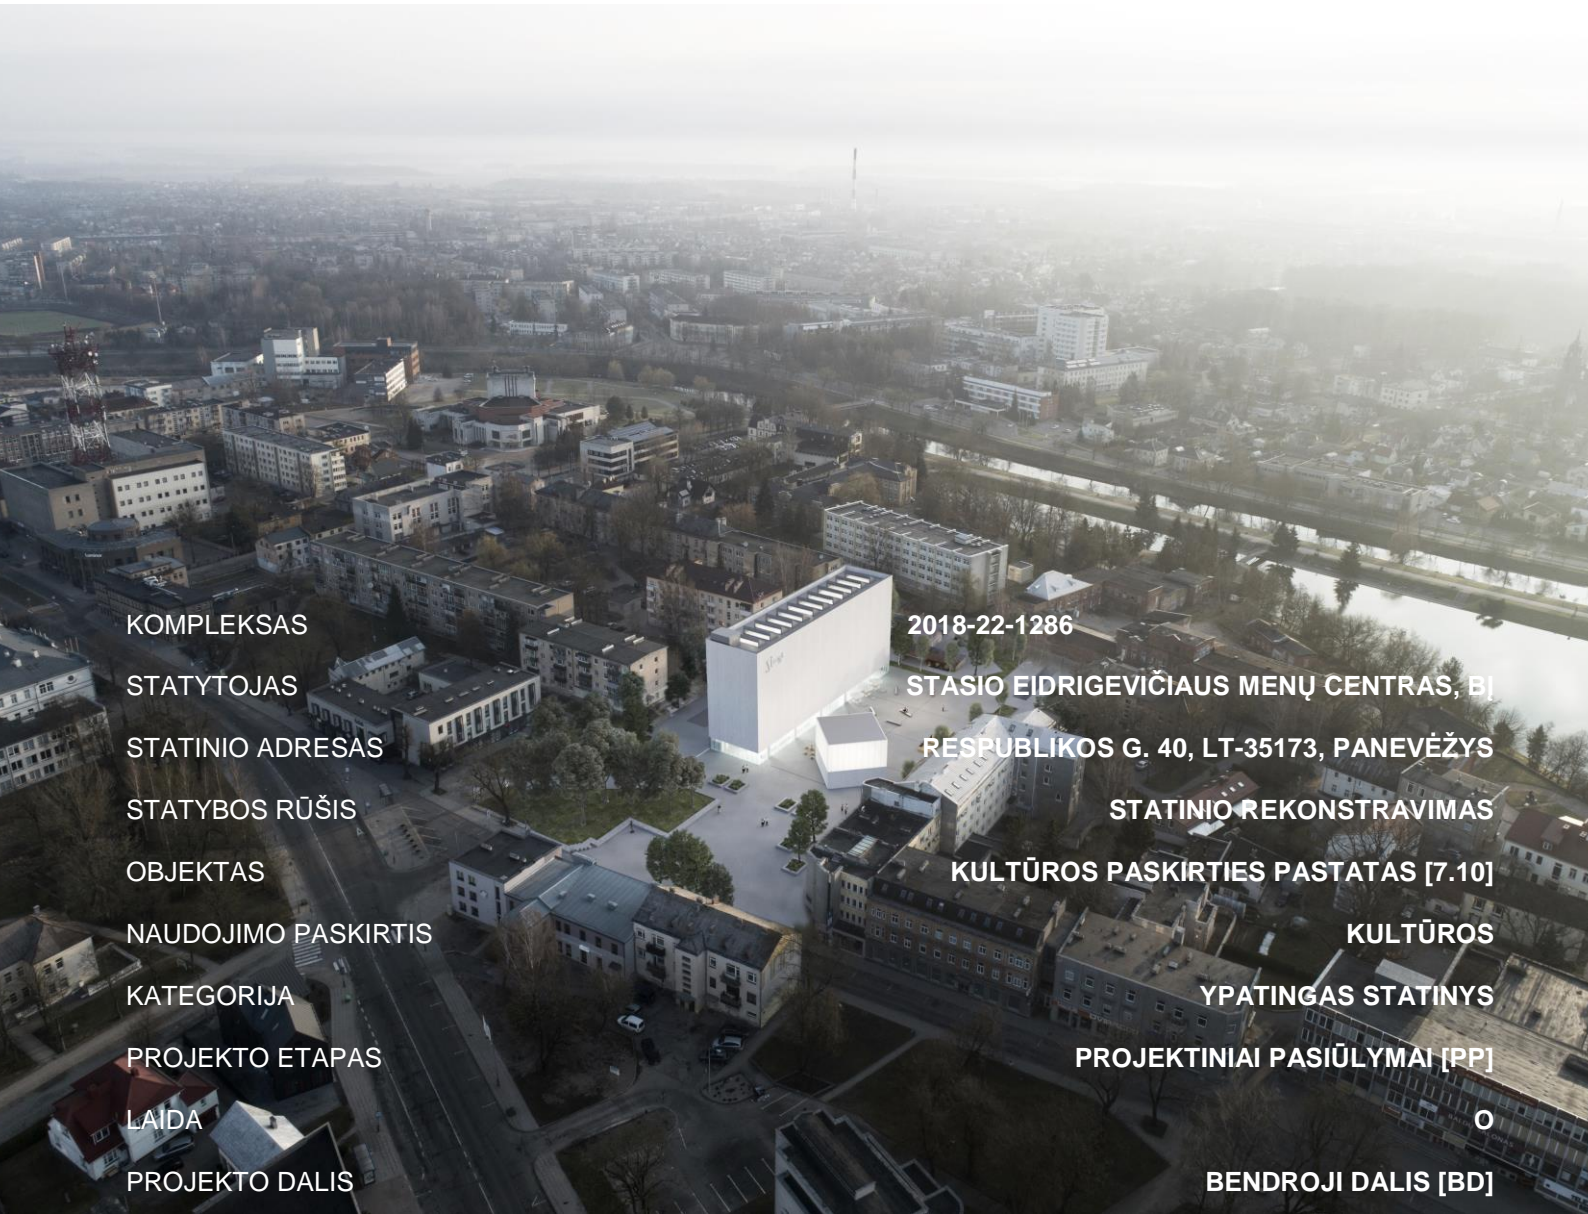 KOMPLEKSAS 2018-22-1286
STATYTOJAS STASIO EIDRIGEVIČIAUS MENŲ CENTRAS, BĮ
STATINIO ADRESAS RESPUBLIKOS G. 40, LT-35173, PANEVĖŽYS
STATYBOS RŪŠIS STATINIO REKONSTRAVIMAS
OBJEKTAS KULTŪROS PASKIRTIES PASTATAS [7.10]
NAUDOJIMO PASKIRTIS KULTŪROS
KATEGORIJA YPATINGAS STATINYS
PROJEKTO ETAPAS PROJEKTINIAI PASIŪLYMAI [PP]
LAIDA O
PROJEKTO DALIS BENDROJI DALIS [BD]